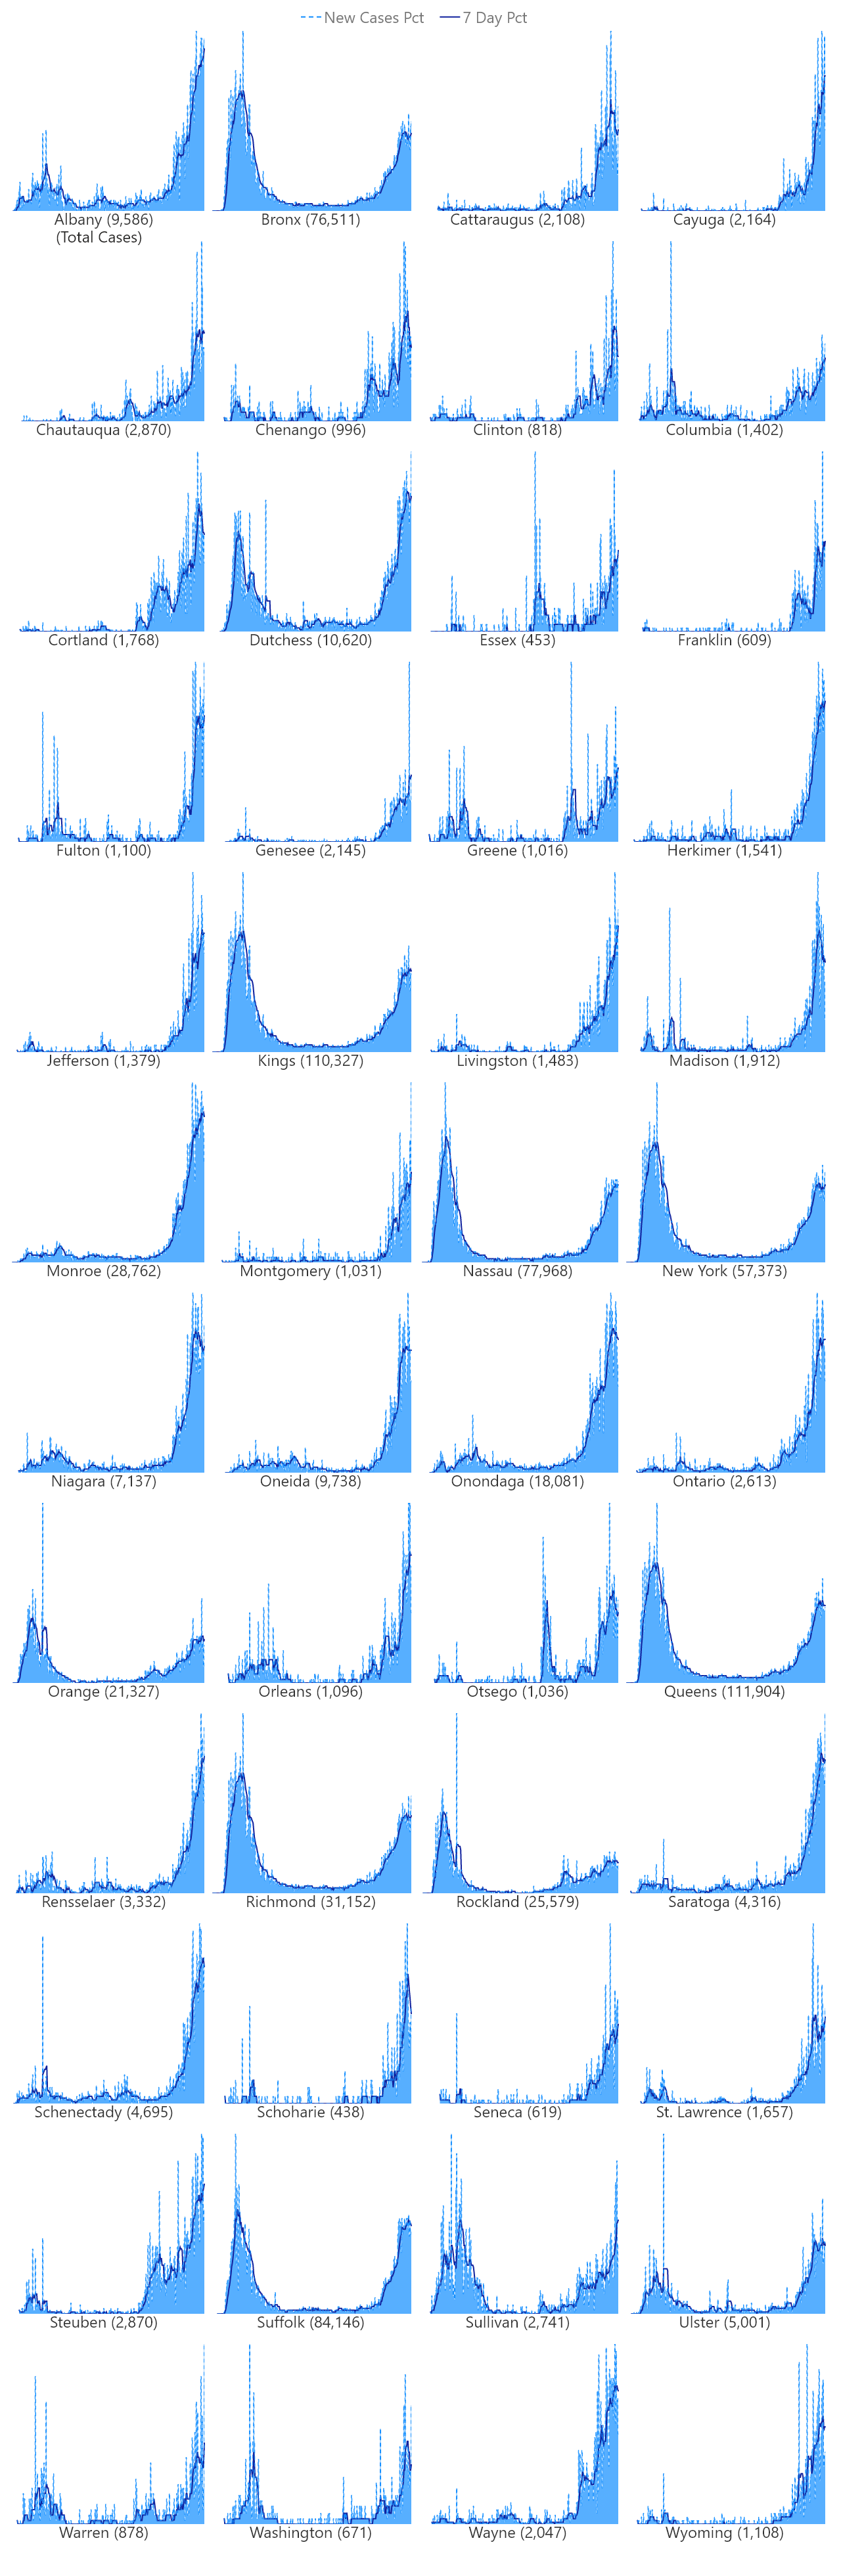 New Cases Pct 7 Day Pct
Albany (9,586) Bronx (76,511) Cattaraugus (2,108) Cayuga (2,164)
(Total Cases)
Chautauqua (2,870) Chenango (996) Clinton (818) Columbia (1,402)
Cortland (1,768) Dutchess (10,620) Essex (453) Franklin (609)
Fulton (1,100) Genesee (2,145) Greene (1,016) Herkimer (1,541)
Jefferson (1,379) Kings (110,327) Livingston (1,483) Madison (1,912)
Monroe (28,762) Montgomery (1,031) Nassau (77,968) New York (57,373)
Niagara (7,137) Oneida (9,738) Onondaga (18,081) Ontario (2,613)
Orange (21,327) Orleans (1,096) Otsego (1,036) Queens (111,904)
Rensselaer (3,332) Richmond (31,152) Rockland (25,579) Saratoga (4,316)
Schenectady (4,695) Schoharie (438) Seneca (619) St. Lawrence (1,657)
Steuben (2,870) Suffolk (84,146) Sullivan (2,741) Ulster (5,001)
Warren (878) Washington (671) Wayne (2,047) Wyoming (1,108)